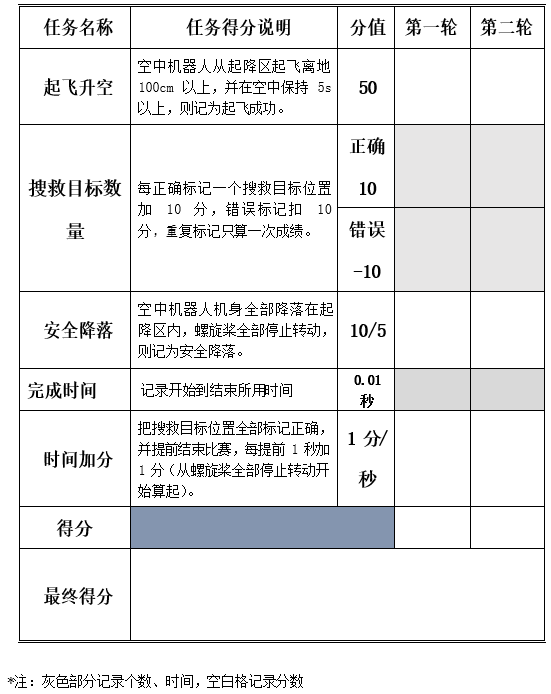 任务名称 任务得分说明 分值 第一轮 第二轮
起飞升空
空中机器人从起降区起飞离地
100cm 以上，并在空中保持 5s
以上，则记为起飞成功。
50
搜救目标数
量
每正确标记一个搜救目标位置
加 10 分，错误标记扣 10
分，重复标记只算一次成绩。
正确
10
错误
-10
安全降落
空中机器人机身全部降落在起
降区内，螺旋桨全部停止转动，
则记为安全降落。
10/5
完成时间
记录开始到结束所用时间
0.01
秒
时间加分
把搜救目标位置全部标记正确，
并提前结束比赛，每提前 1 秒加
1 分（从螺旋桨全部停止转动开
始算起）。
1 分/
秒
得分
最终得分
*注：灰色部分记录个数、时间，空白格记录分数